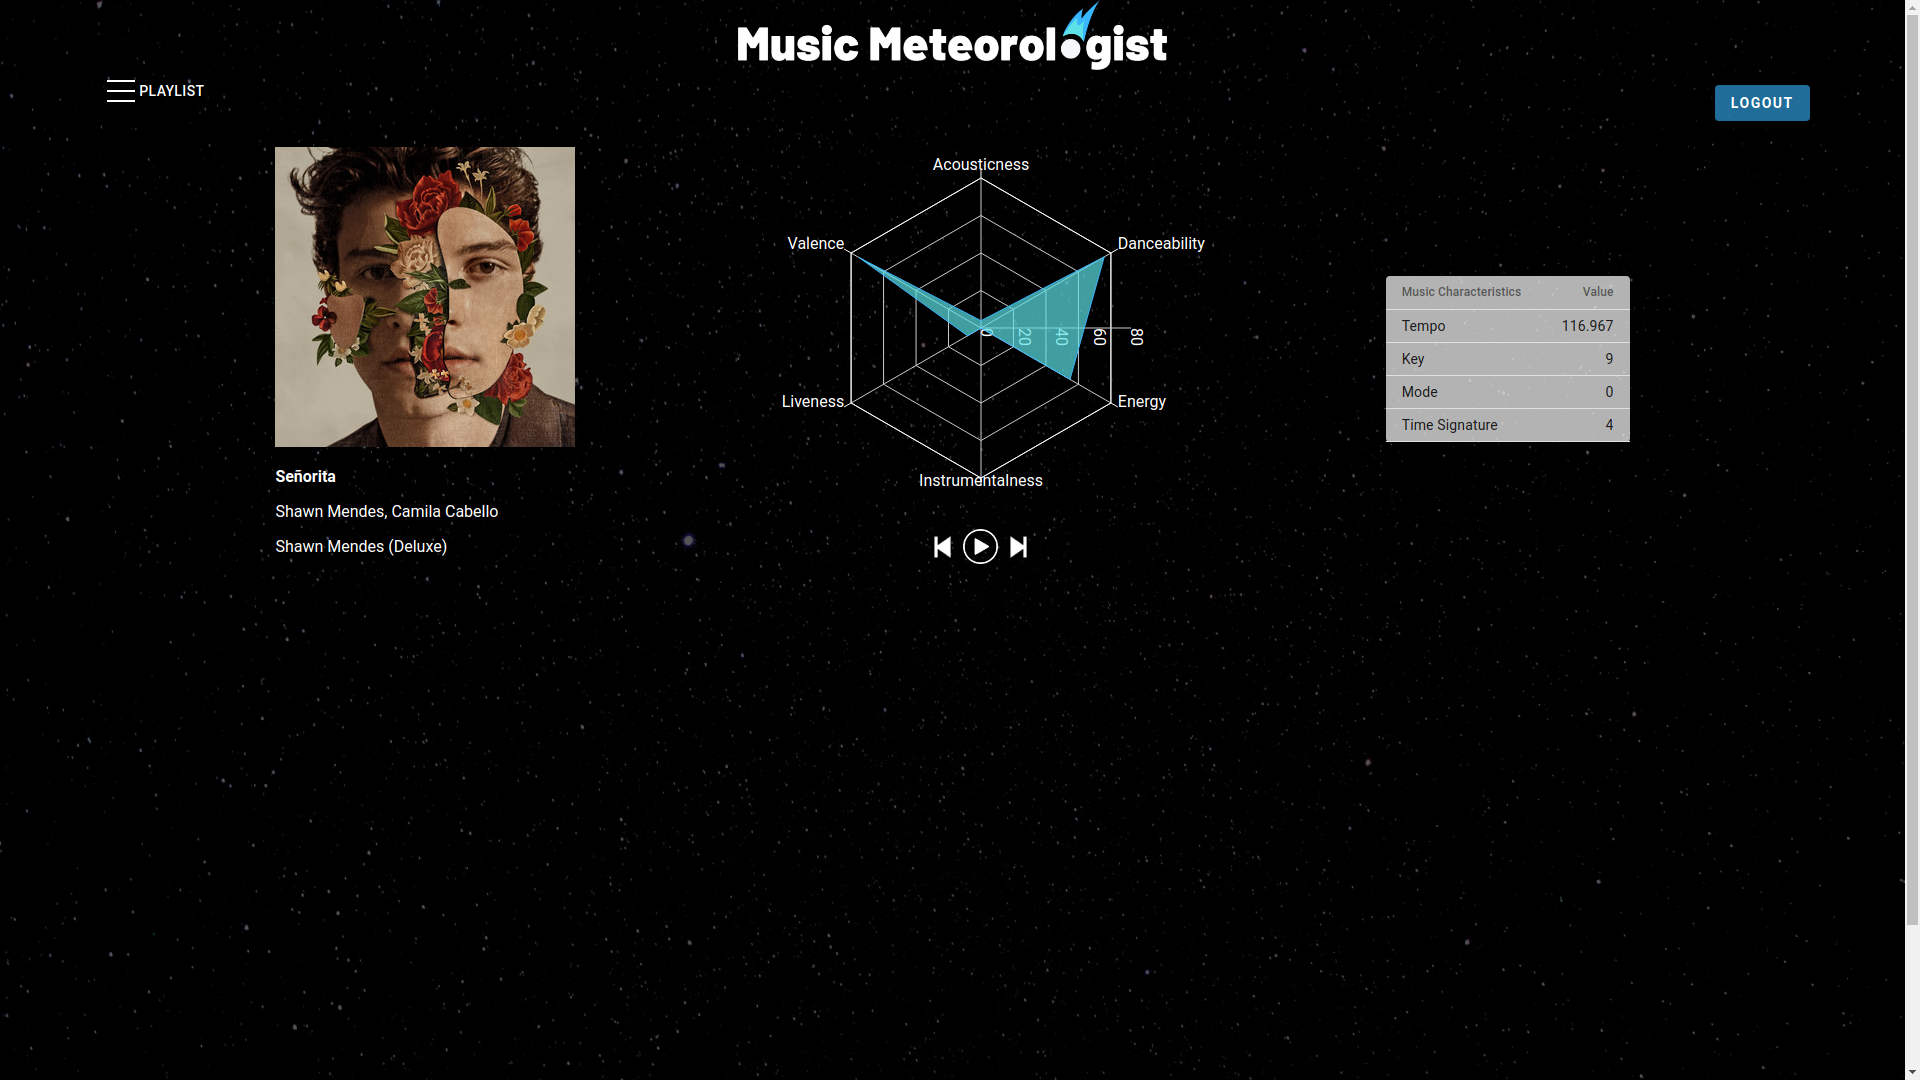 Music Meteorologist
PLAYLIST
LOGOUT
Acousticness
Valence
Danceability
0
20
40
60
80
Liveness
Energy
Instrumentalness
Music Characteristics Value
Tempo 116.967
Key 9
Mode 0
Time Signature 4
Señorita
Shawn Mendes, Camila Cabello
Shawn Mendes (Deluxe)